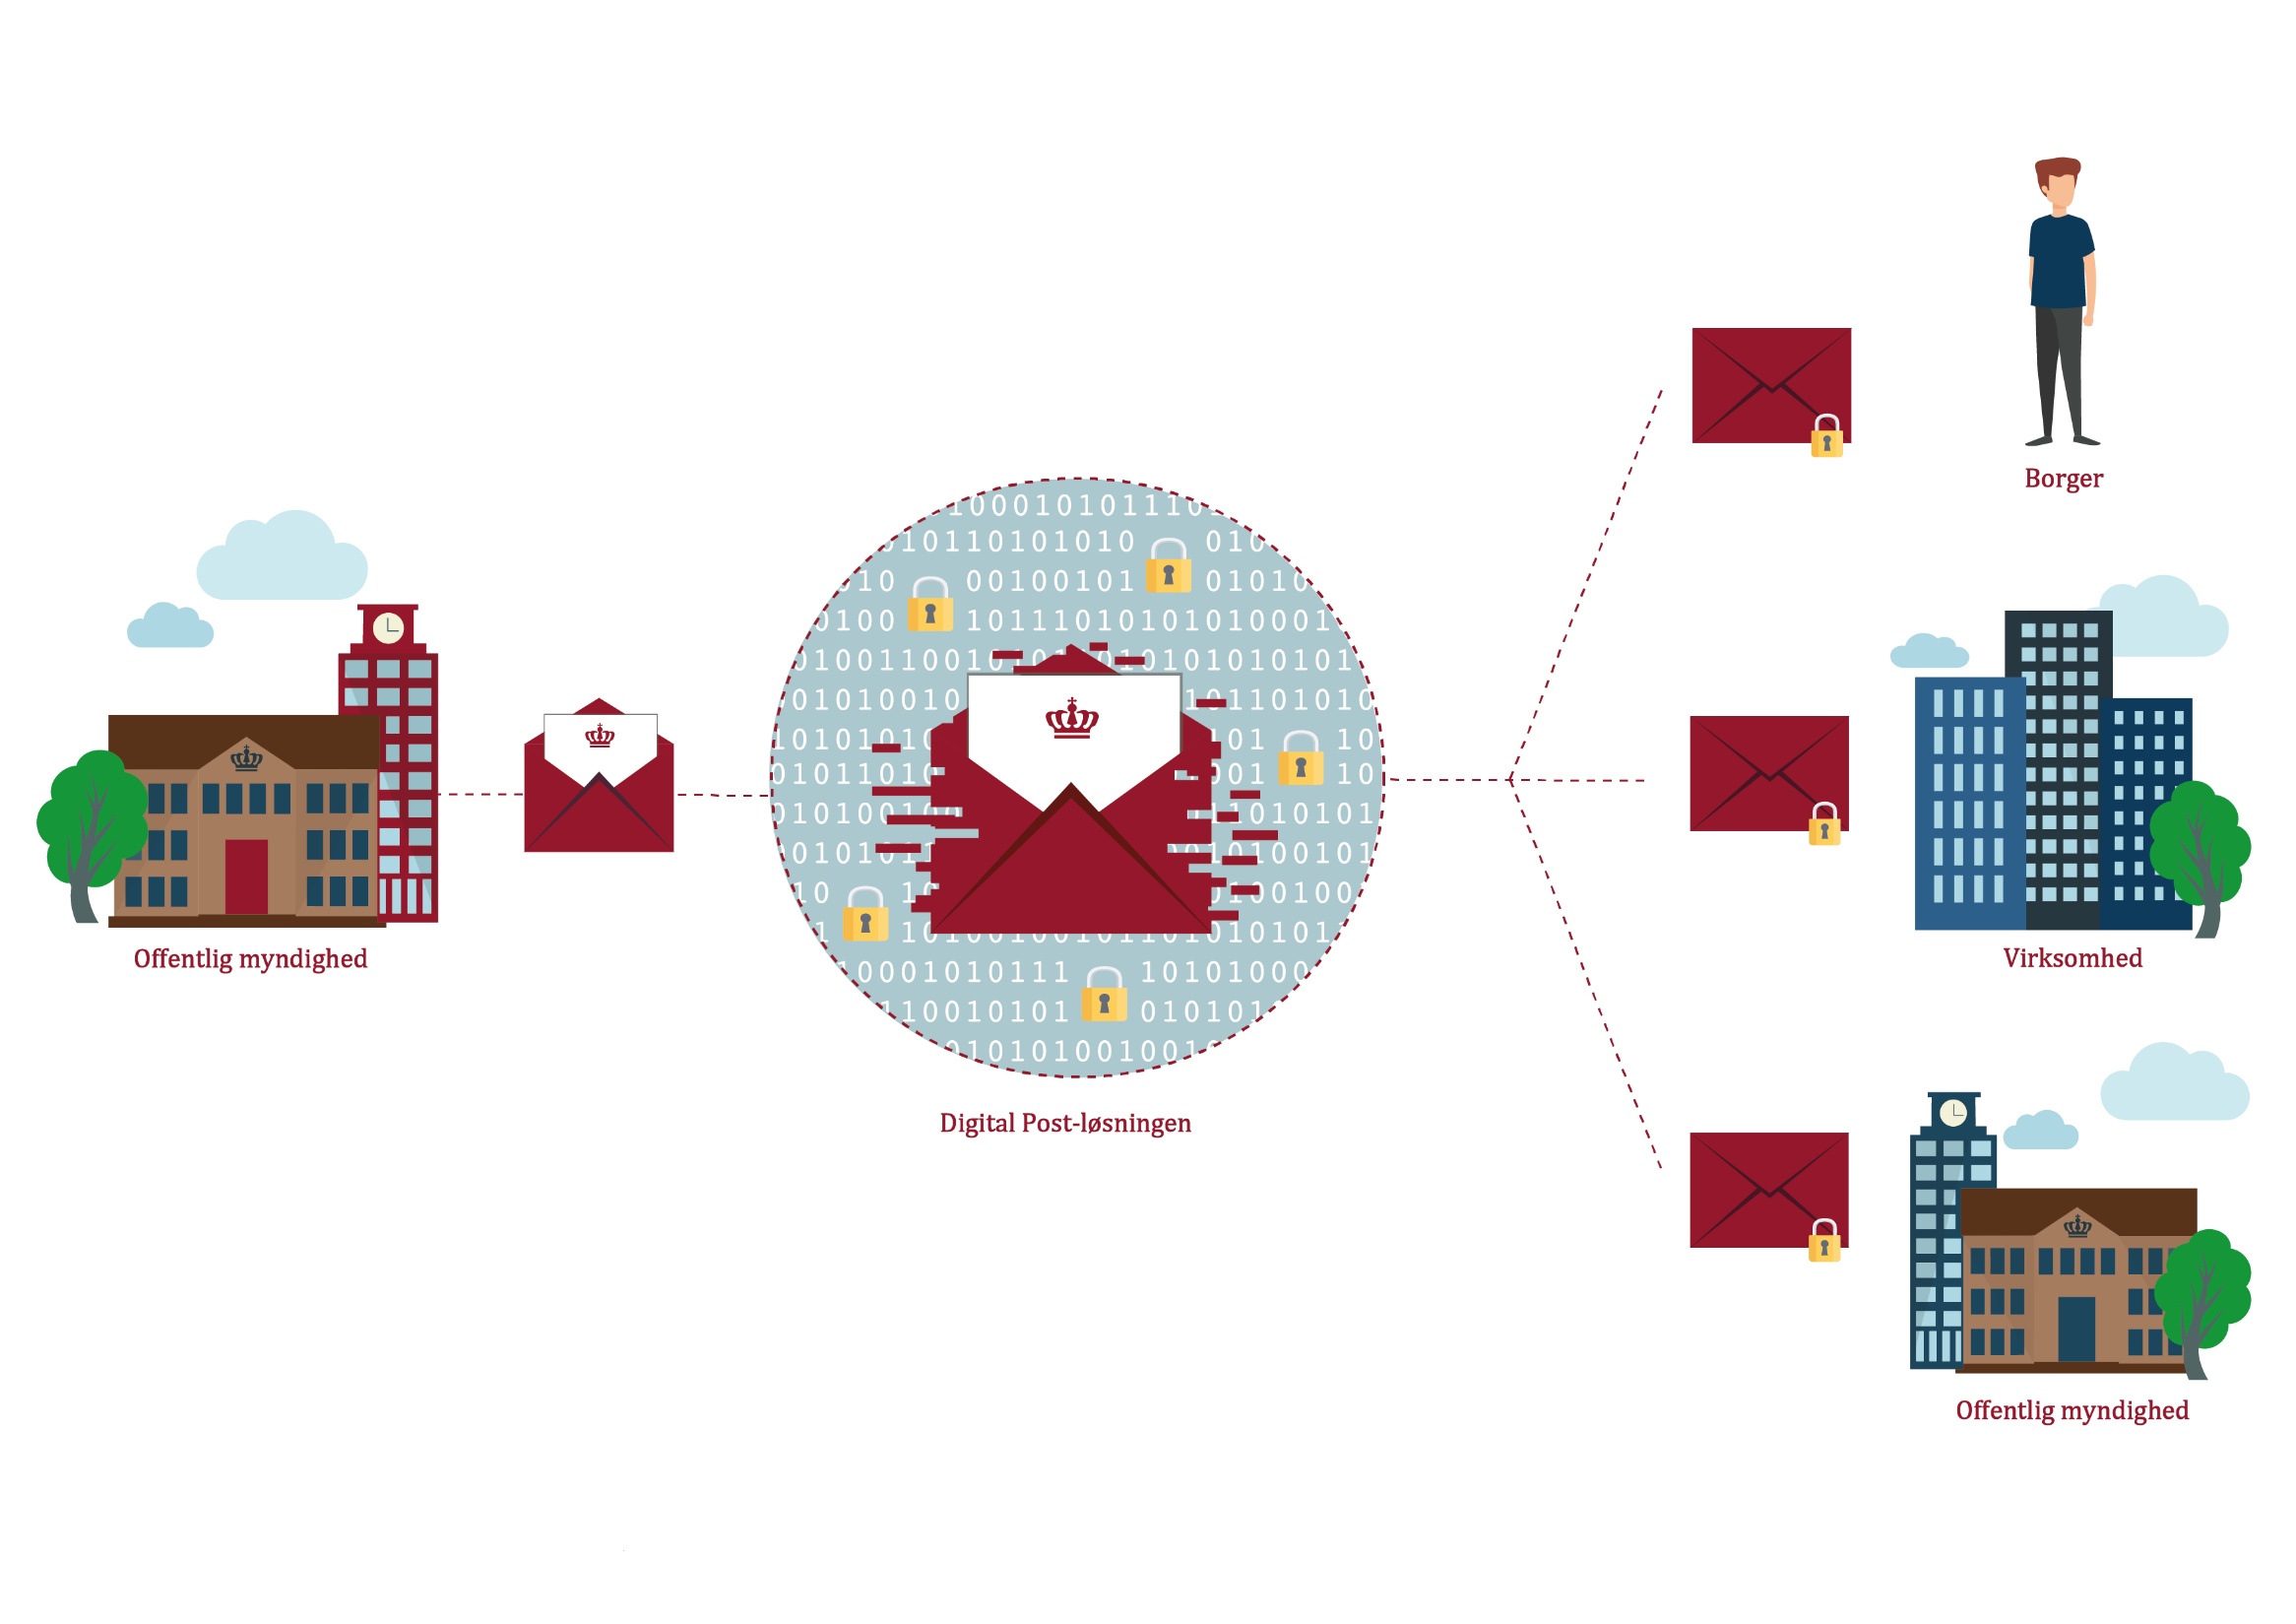 Borger
Offentlig myndighed
Virksomhed
Digital Post-løsningen
Offentlig myndighed